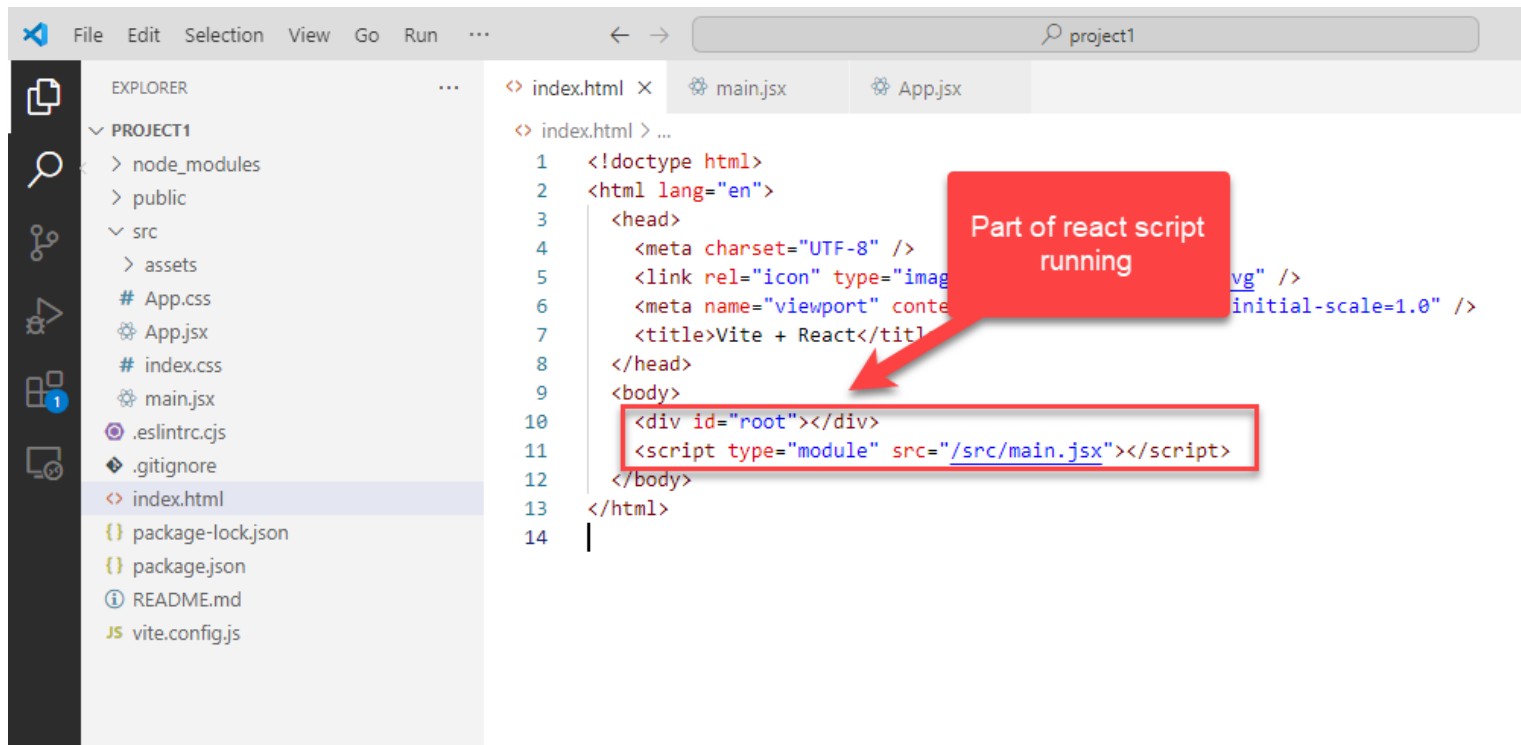 File Edit Selection View Go Run ···
project1
EXPLORER ···
PROJECT1
node_modules
public
src
assets
# App.css
App.jsx
# index.css
main.jsx
.eslintrc.cjs
.gitignore
<> index.html
{} package-lock.json
{} package.json
README.md
JS vite.config.js
1
<> index.html × main.jsx App.jsx
<> index.html > ...
1 <!doctype html>
2 <html lang="en">
3 <head>
4 <meta charset="UTF-8" />
5 <link rel="icon" type="imag vg" />
6 <meta name="viewport" conte initial-scale=1.0" />
7 <title>Vite + React</titl
8 </head>
9 <body>
10 <div id="root"></div>
11 <script type="module" src="/src/main.jsx"></script>
12 </body>
13 </html>
14
Part of react script
running